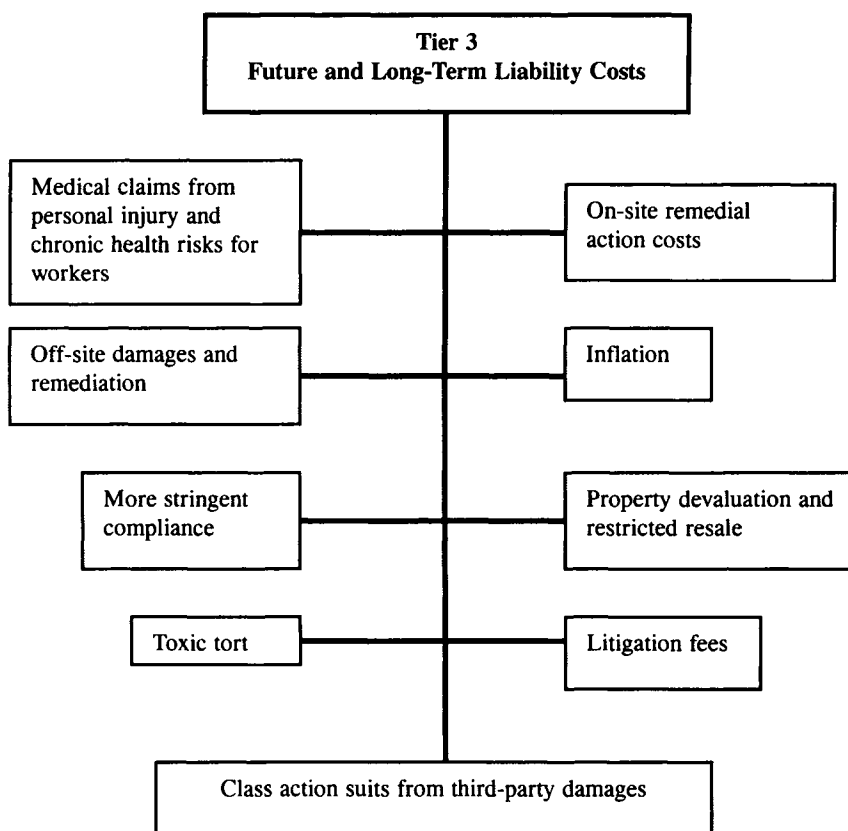 Tier 3
Future and Long-Term Liability Costs
Medical claims from
personal injury and
chronic health risks for
workers
On-site remedial
action costs
Off-site damages and
remediation
Inflation
More stringent
compliance
Property devaluation and
restricted resale
Toxic tort
Litigation fees
Class action suits from third-party damages